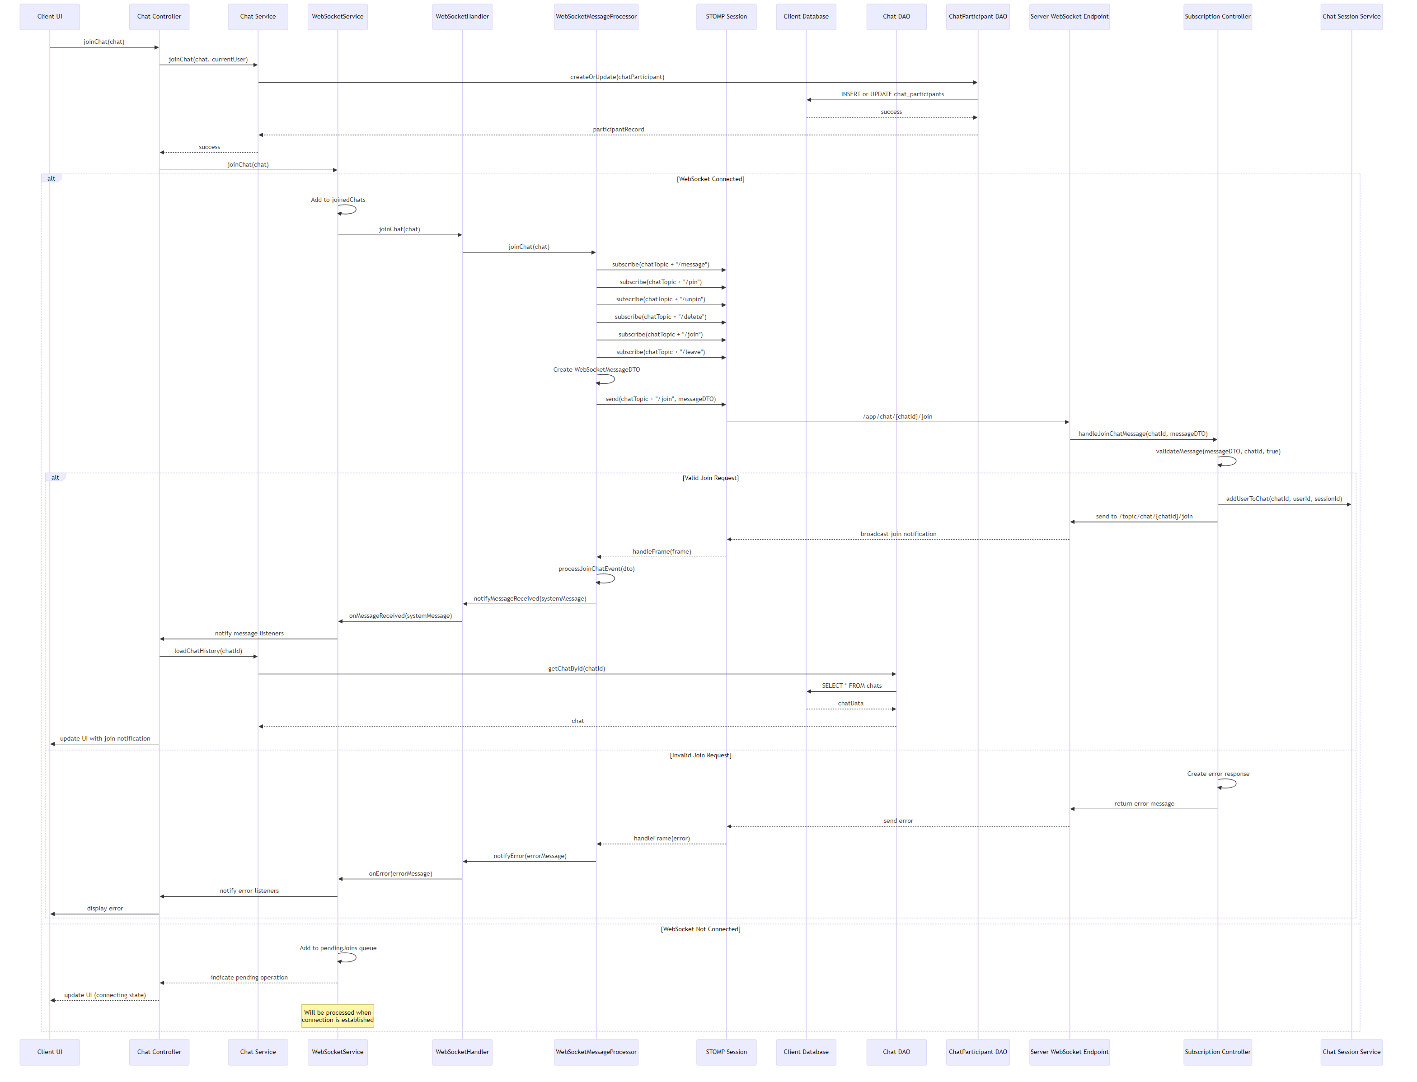 Client UI
Chat Controller
Chat Service
WebSocketService
WebSocketHandler
WebSocketMessageProcessor
STOMP Session
Client Database
Chat DAO
ChatParticipant DAO
Server WebSocket Endpoint
Subscription Controller
Chat Session Service
joinChat(chat)
joinChat(chat, currentUser)
createOrUpdate(chatParticipant)
INSERT or UPDATE chat_participants
success
participantRecord
success
joinChat(chat)
alt
[WebSocket Connected]
Add to joinedChats
joinChat(chat)
joinChat(chat)
subscribe(chatTopic + "/message")
subscribe(chatTopic + "/pin")
subscribe(chatTopic + "/unpin")
subscribe(chatTopic + "/delete")
subscribe(chatTopic + "/join")
subscribe(chatTopic + "/leave")
Create WebSocketMessageDTO
send(chatTopic + "/join", messageDTO)
/app/chat/{chatId}/join
handleJoinChatMessage(chatId, messageDTO)
validateMessage(messageDTO, chatId, true)
alt
[Valid Join Request]
addUserToChat(chatId, userId, sessionId)
send to /topic/chat/{chatId}/join
broadcast join notification
handleFrame(frame)
processJoinChatEvent(dto)
notifyMessageReceived(systemMessage)
onMessageReceived(systemMessage)
notify message listeners
loadChatHistory(chatId)
getChatById(chatId)
SELECT * FROM chats
chatData
chat
update UI with join notification
[Invalid Join Request]
Create error response
return error message
send error
handleFrame(error)
notifyError(errorMessage)
onError(errorMessage)
notify error listeners
display error
[WebSocket Not Connected]
Add to pendingJoins queue
indicate pending operation
update UI (connecting state)
Will be processed when
connection is established
Client UI
Chat Controller
Chat Service
WebSocketService
WebSocketHandler
WebSocketMessageProcessor
STOMP Session
Client Database
Chat DAO
ChatParticipant DAO
Server WebSocket Endpoint
Subscription Controller
Chat Session Service